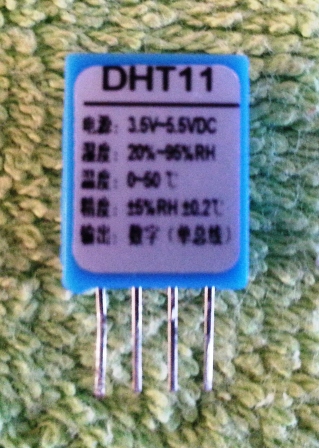 DHT11
电源：3.5V-5.5VDC
湿度：20%-95%RH
温度：0-50℃
精度：±5%RH ±0.2℃
输出：数字（单总线）